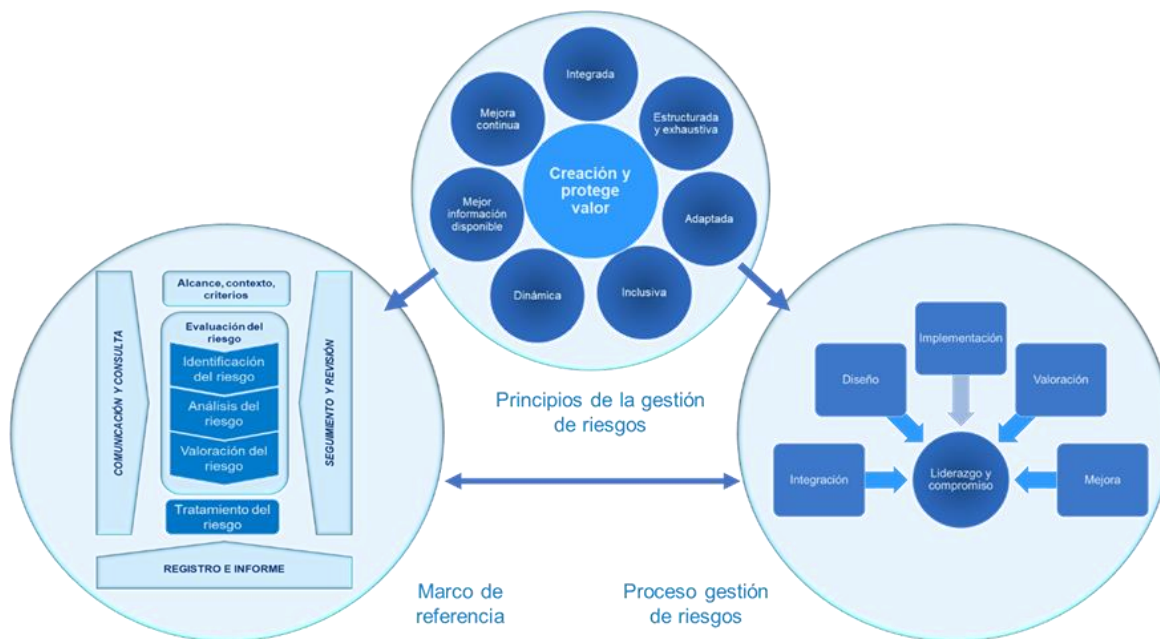 Integrada
Estructurada
y exhaustiva
Adaptada
Inclusiva
Dinámica
Mejor
información
disponible
Mejora
continua
Creación y
protege
valor
Principios de la gestión
de riesgos
COMUNICACIÓN Y CONSULTA
Alcance, contexto,
criterios
Evaluación del
riesgo
Identificación
del riesgo
Análisis del
riesgo
Valoración del
riesgo
Tratamiento del
riesgo
SEGUIMIENTO Y REVISIÓN
REGISTRO E INFORME
Marco de
referencia
Proceso gestión
de riesgos
Integración
Diseño
Implementación
Valoración
Mejora
Liderazgo y
compromiso